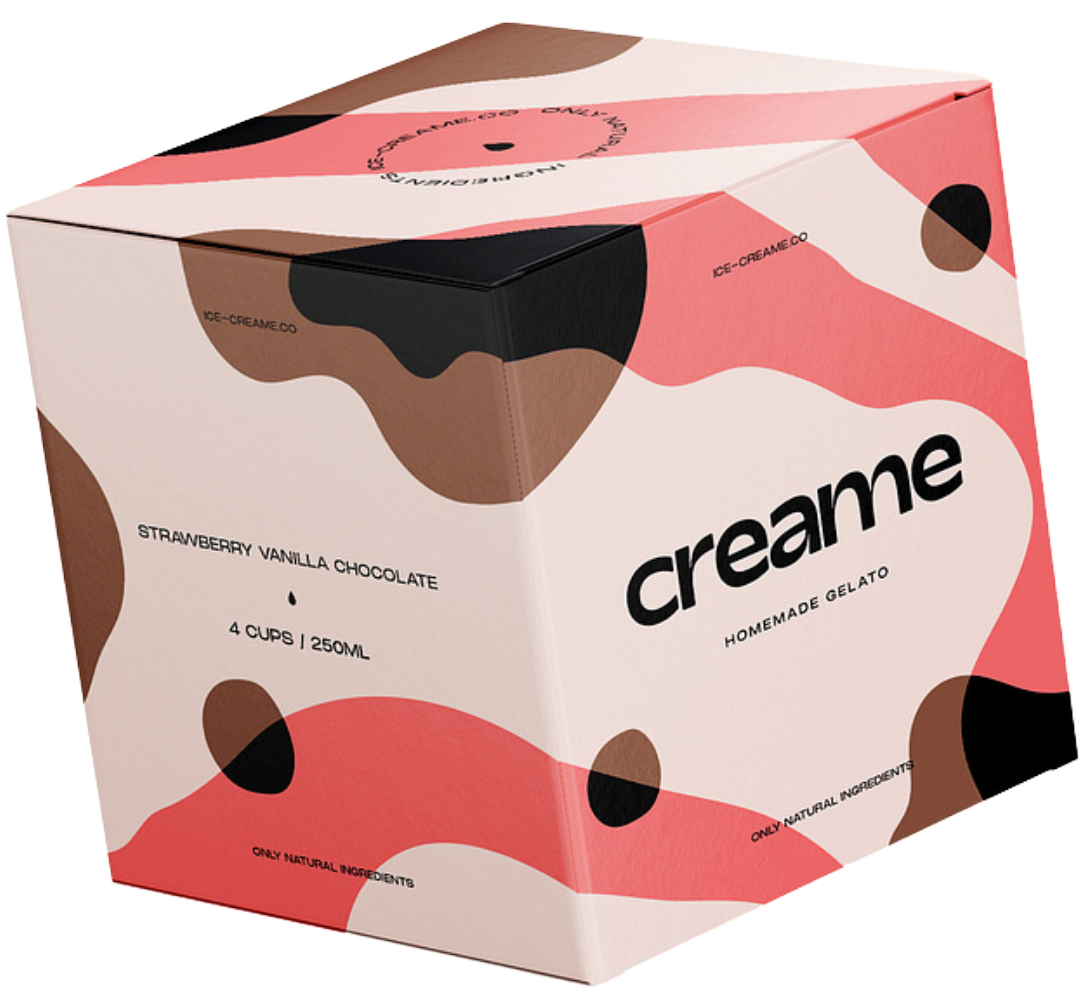 ICE-CREAME.CO ONLY NATURAL INGREDIENTS
ICE-CREAME.CO
STRAWBERRY VANILLA CHOCOLATE
4 CUPS / 250ML
ONLY NATURAL INGREDIENTS
ICE-CREAME.CO
creame
HOMEMADE GELATO
ONLY NATURAL INGREDIENTS